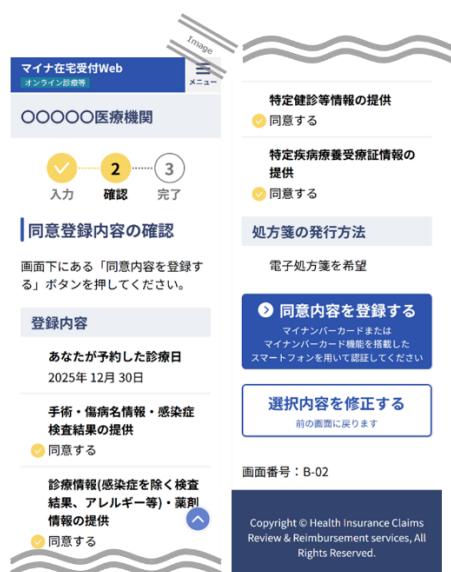 Image
マイナ在宅受付Web
オンライン診療等
メニュー
〇〇〇〇〇医療機関
2
3
入力
確認
完了
同意登録内容の確認
画面下にある「同意内容を登録す
る」ボタンを押してください。
登録内容
あなたが予約した診療日
2025年 12月 30日
手術・傷病名情報・感染症
検査結果の提供
同意する
診療情報(感染症を除く検査
結果、アレルギー等)・薬剤
情報の提供
同意する
特定健診等情報の提供
同意する
特定疾病療養受療証情報の
提供
同意する
処方箋の発行方法
電子処方箋を希望
同意内容を登録する
マイナンバーカードまたは
マイナンバーカード機能を搭載した
スマートフォンを用いて認証してください
選択内容を修正する
前の画面に戻ります
画面番号：B-02
Copyright © Health Insurance Claims
Review & Reimbursement services, All
Rights Reserved.